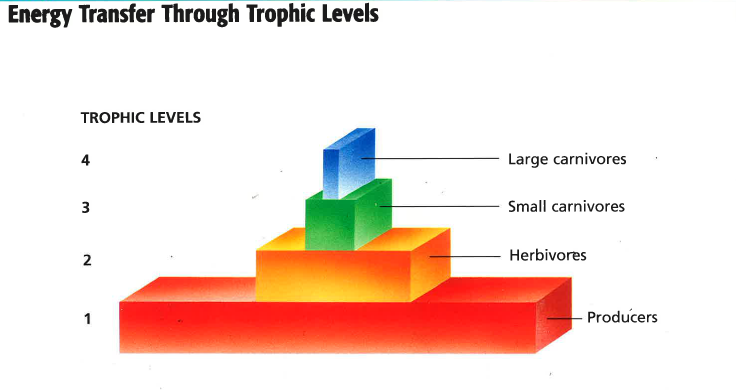 Energy Transfer Through Trophic Levels
TROPHIC LEVELS
4 Large carnivores
3 Small carnivores
2 Herbivores
1 Producers